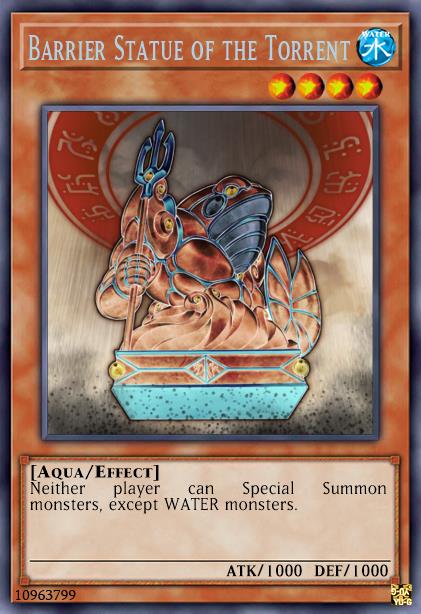 BARRIER STATUE OF THE TORRENT
WATER
水
[AQUA/EFFECT]
Neither player can Special Summon
monsters, except WATER monsters.
ATK/1000 DEF/1000
10963799